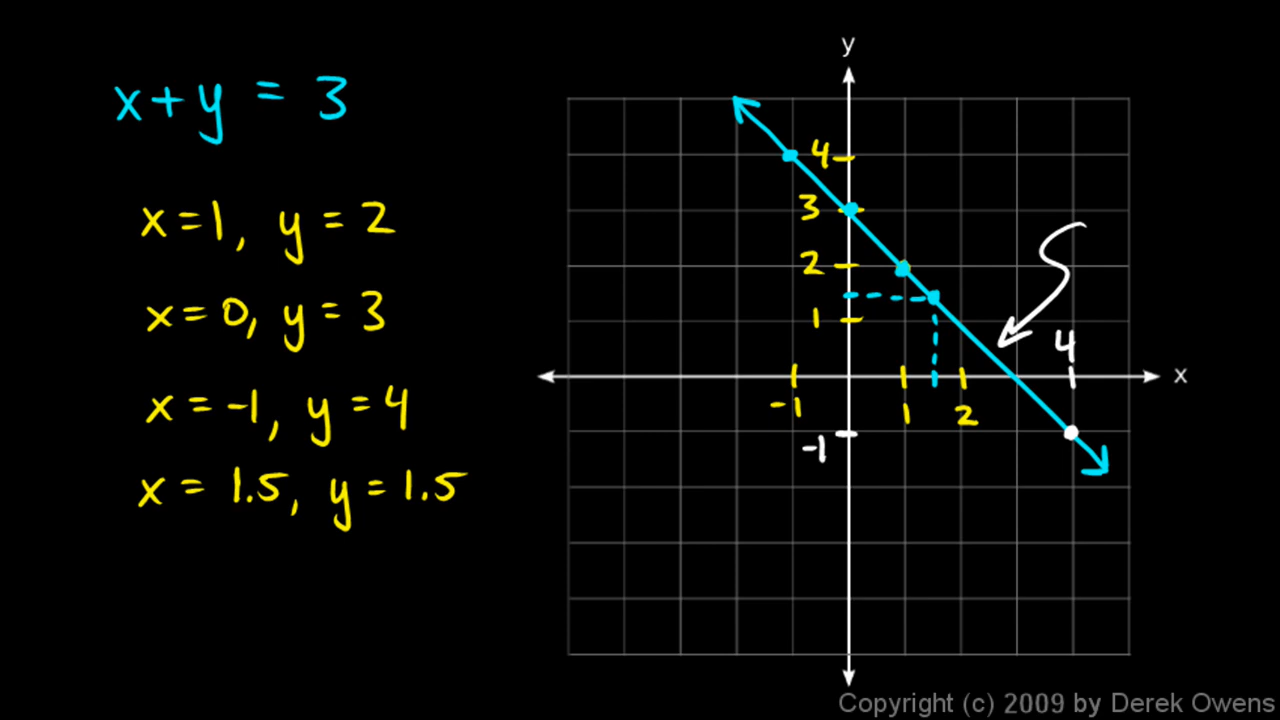 x+y = 3
x=1, y=2
x=0, y=3
x=-1, y=4
x=1.5, y=1.5
y
4
3
2
1
4
x
-1
1
2
-1
Copyright (c) 2009 by Derek Owens